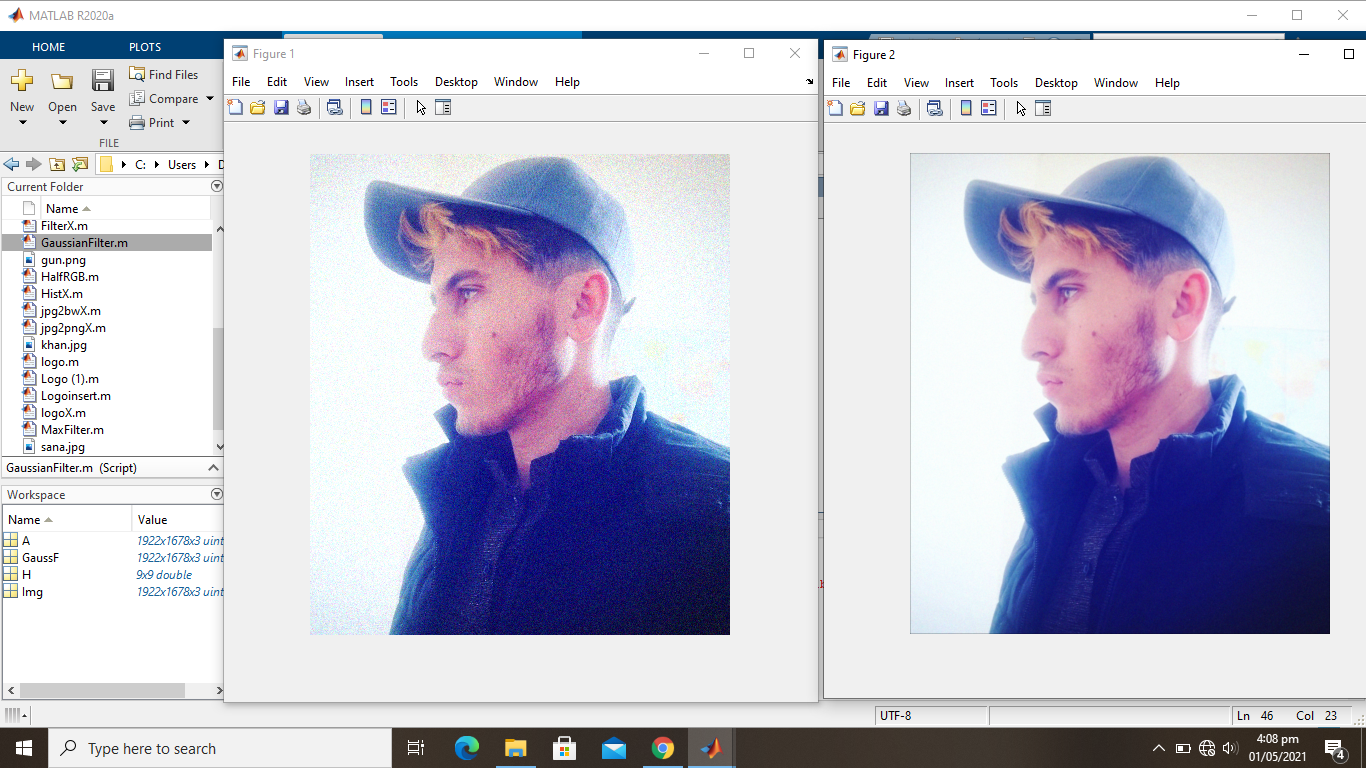 MATLAB R2020a
HOME PLOTS
New Open Save Find Files
Compare
Print
FILE
C: Users
Current Folder
Name
FilterX.m
GaussianFilter.m
gun.png
HalfRGB.m
HistX.m
jpg2bwX.m
jpg2pngX.m
khan.jpg
logo.m
Logo (1).m
Logoinsert.m
logoX.m
MaxFilter.m
sana.jpg
GaussianFilter.m (Script)
Workspace
Name Value
A 1922x1678x3 uint
GaussF 1922x1678x3 uint
H 9x9 double
Img 1922x1678x3 uint
Figure 1
File Edit View Insert Tools Desktop Window Help
Figure 2
File Edit View Insert Tools Desktop Window Help
UTF-8 Ln 46 Col 23
Type here to search
4:08 pm
01/05/2021
4